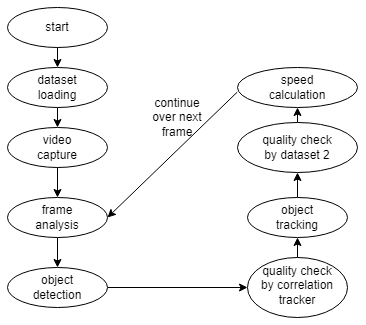 start
dataset
loading
video
capture
frame
analysis
object
detection
continue
over next
frame
speed
calculation
quality check
by dataset 2
object
tracking
quality check
by correlation
tracker